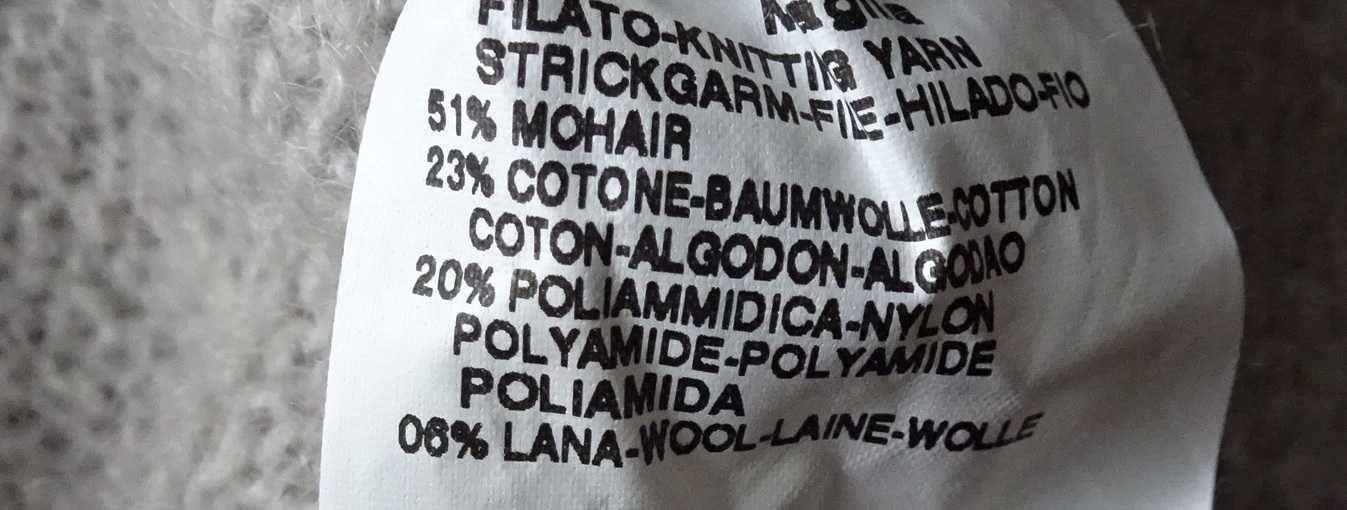 FILATO-KNITTING YARN
STRICKGARM-FILE-HILADO-FIO
51% MOHAIR
23% COTONE-BAUMWOLLE-COTTON
COTON-ALGODON-ALGODAO
20% POLIAMMIDICA-NYLON
POLYAMIDE-POLYAMIDE
POLIAMIDA
06% LANA-WOOL-LAINE-WOLLE